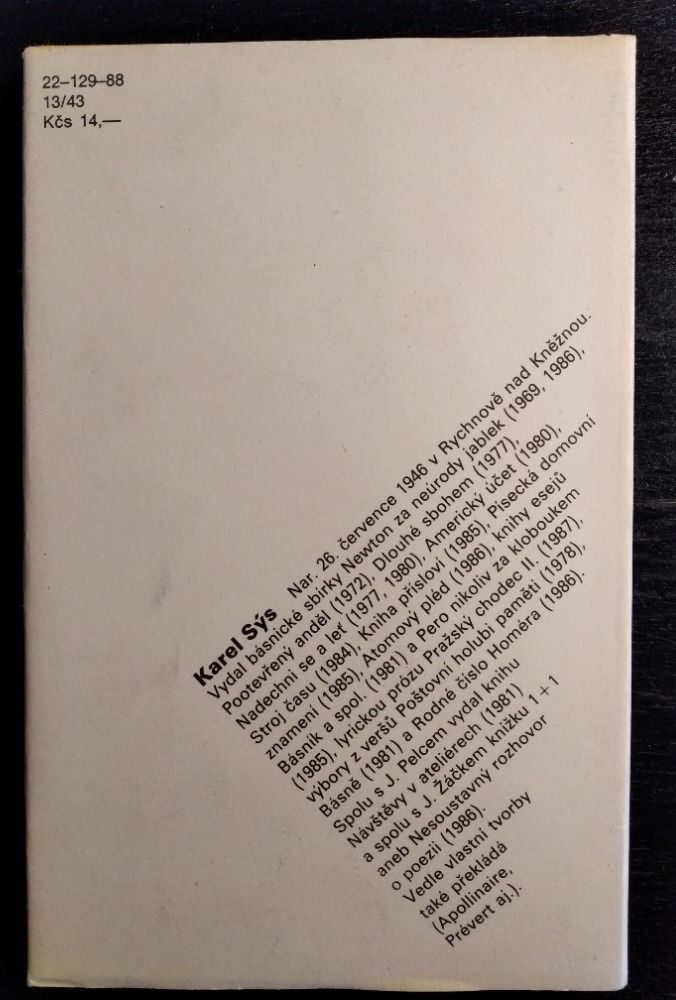 22–129–88
13/43
Kčs 14,—
Karel Sýs Nar. 26. července 1946 v Rychnově nad Kněžnou.
Vydal básnické sbírky Newton za neúrody jablek (1969, 1986),
Pootevřený anděl (1972), Dlouhé sbohem (1977),
Nadechni se a leť (1977, 1980), Americký účet (1980),
Stroj času (1984), Kniha přísloví (1985), Písecká domovní
znamení (1985), Atomový pléd (1986), knihy esejů
Básník a spol. (1981) a Pero nikoliv za kloboukem
(1985), lyrickou prózu Pražský chodec II. (1987),
výbory z veršů Poštovní holubi paměti (1978),
Básně (1981) a Rodné číslo Homéra (1986).
Spolu s J. Pelcem vydal knihu
Návštěvy v ateliérech (1981)
a spolu s J. Žáčkem knížku 1+1
aneb Nesoustavný rozhovor
o poezii (1986).
Vedle vlastní tvorby
také překládá
(Apollinaire,
Prévert aj.).